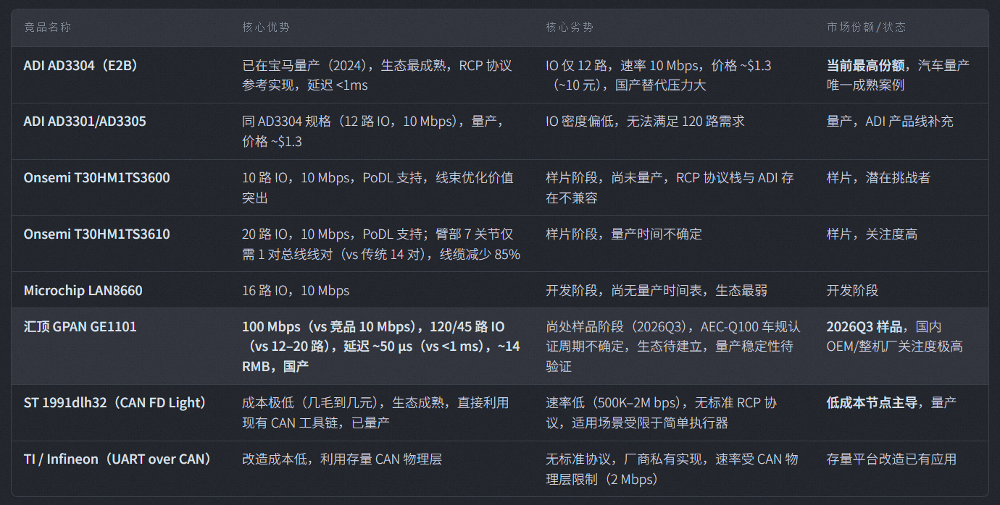 竞品名称 核心优势 核心劣势 市场份额/状态
ADI AD3304（E2B） 已在宝马量产（2024），生态最成熟，RCP 协议 IO 仅 12 路，速率 10 Mbps，价格 ~$1.3 当前最高份额，汽车量产
参考实现，延迟 <1ms （~10 元），国产替代压力大 唯一成熟案例
ADI AD3301/AD3305 同 AD3304 规格（12 路 IO，10 Mbps），量产， IO 密度偏低，无法满足 120 路需求 量产，ADI 产品线补充
价格 ~$1.3
Onsemi T30HM1TS3600 10 路 IO，10 Mbps，PoDL 支持，线束优化价值 样片阶段，尚未量产，RCP 协议栈与 ADI 存 样片，潜在挑战者
突出 在不兼容
Onsemi T30HM1TS3610 20 路 IO，10 Mbps，PoDL 支持；臂部 7 关节仅 样片阶段，量产时间不确定 样片，关注度高
需 1 对总线线对（vs 传统 14 对），线缆减少 85%
Microchip LAN8660 16 路 IO，10 Mbps 开发阶段，尚无量产时间表，生态最弱 开发阶段
汇顶 GPAN GE1101 100 Mbps（vs 竞品 10 Mbps），120/45 路 IO 尚处样品阶段（2026Q3），AEC-Q100 车规认 2026Q3 样品，国内
（vs 12–20 路），延迟 ~50 μs（vs <1 ms），~14 证周期不确定，生态待建立，量产稳定性待 OEM/整机厂关注度极高
RMB，国产 验证
ST 1991dlh32（CAN FD Light） 成本极低（几毛到几元），生态成熟，直接利用 速率低（500K–2M bps），无标准 RCP 协 低成本节点主导，量产
现有 CAN 工具链，已量产 议，适用场景受限于简单执行器
TI / Infineon（UART over CAN） 改造成本低，利用存量 CAN 物理层 无标准协议，厂商私有实现，速率受 CAN 物 存量平台改造已有应用
理层限制（2 Mbps）